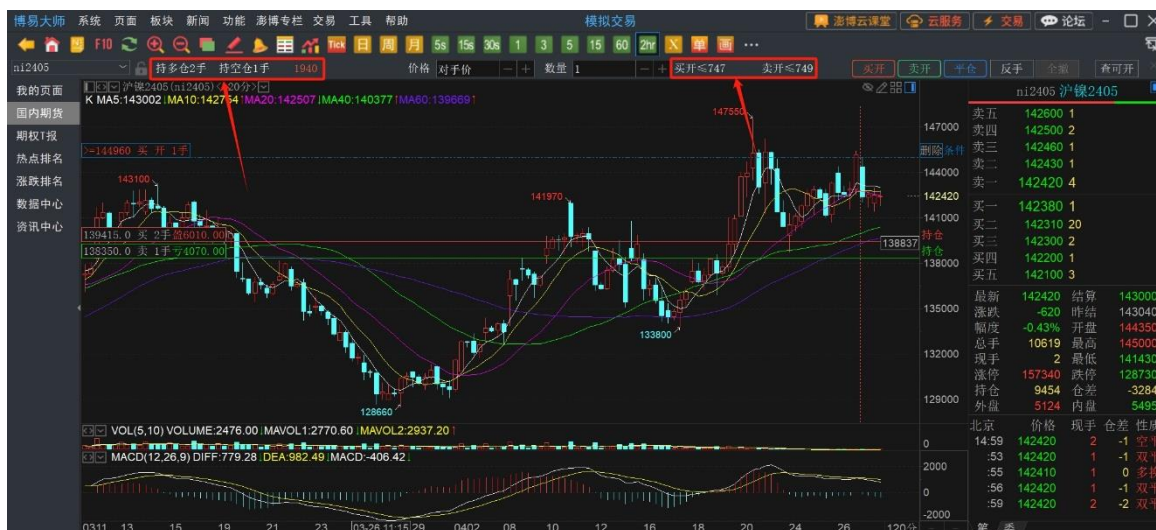 博易大师 系统 页面 板块 新闻 功能 澎博专栏 交易 工具 帮助 模拟交易 澎博云课堂 云服务 交易 论坛
F10 Tick 日 周 月 5s 15s 30s 1 3 5 15 60 2hr X 单 画 ...
ni2405 持多仓2手 持空仓1手 1940 价格 对手价 - + 数量 1 - + 买开≤747 卖开≤749 买开 卖开 平仓 反手 全撤 查可开
我的页面
国内期货
期权T报
热点排名
涨跌排名
数据中心
资讯中心
沪镍2405(ni2405)<120分>
K MA5:143002↓MA10:142754↑MA20:142507↓MA40:140377↑MA60:139669↑
147550
>=144960 买 开 1手
删除条件
143100
141970
139415.0 买 2手盈6010.00
持仓
138350.0 卖 1手亏4070.00
持仓
138837
133800
128660
147000
144000
142420
141000
138000
135000
132000
129000
VOL(5,10) VOLUME:2476.00↓MAVOL1:2770.60↓MAVOL2:2937.20↑
0
MACD(12,26,9) DIFF:779.28↓DEA:982.49↓MACD:-406.42↓
2000
0
-2000
0311 13 15 19 21 23 03-26 11:15 29 0402 08 10 12 16 18 20 24 26 120分
ni2405 沪镍2405
卖五 142600 1
卖四 142500 2
卖三 142460 1
卖二 142430 1
卖一 142420 4
买一 142380 1
买二 142310 20
买三 142300 2
买四 142200 1
买五 142100 3
最新 142420 结算 143000
涨跌 -620 昨结 143040
幅度 -0.43% 开盘 144350
总手 10619 最高 145000
现手 2 最低 141430
涨停 157340 跌停 128730
持仓 9454 仓差 -3284
外盘 5124 内盘 5495
北京 价格 现手 仓差 性质
14:59 142420 2 -1 空平
:53 142420 1 -1 双平
:55 142410 1 0 多换
:56 142420 1 -1 双平
:59 142420 2 -2 双平